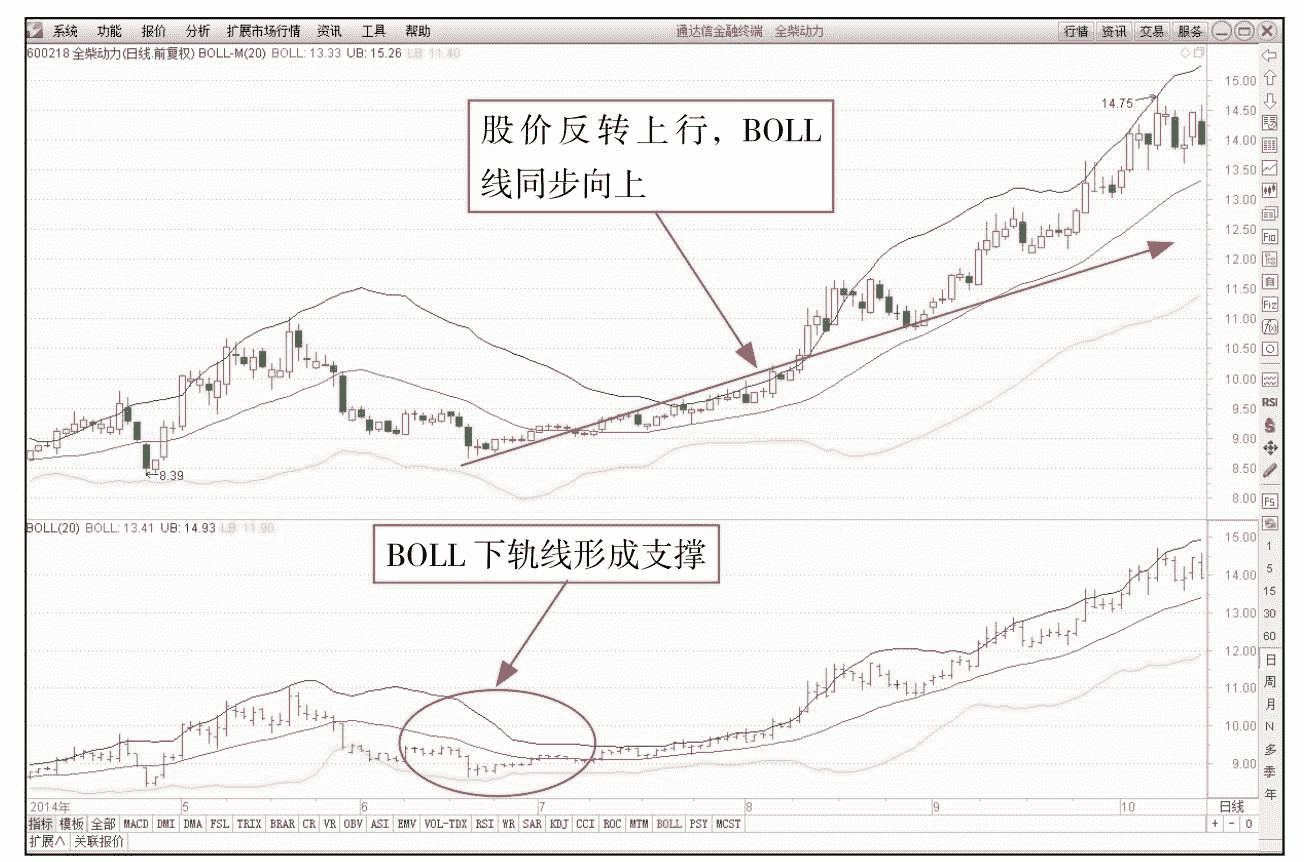 系统 功能 报价 分析 扩展市场行情 资讯 工具 帮助 通达信金融终端 全柴动力 行情 资讯 交易 服务
600218 全柴动力(日线.前复权) BOLL-M(20) BOLL: 13.33 UB: 15.26 LB: 11.40
15.00
14.75
14.50
股价反转上行, BOLL
线同步向上
14.00
13.50
13.00
12.50
12.00
11.50
11.00
10.50
10.00
9.50
9.00
8.50
8.39
8.00
RSI
F10
自
F5
BOLL(20) BOLL: 13.41 UB: 14.93 LB: 11.90
BOLL 下轨线形成支撑
15.00
14.00
13.00
12.00
11.00
10.00
9.00
1
5
15
30
60
日
周
月
N
多
季
年
2014年 5 6 7 8 9 10 日线
指标 模板 全部 MACD DMI DMA FSL TRIX BRAR CR VR OBV ASI EMV VOL-TDX RSI WR SAR KDJ CCI ROC MTM BOLL PSY MCST + - 0
扩展∧ 关联报价